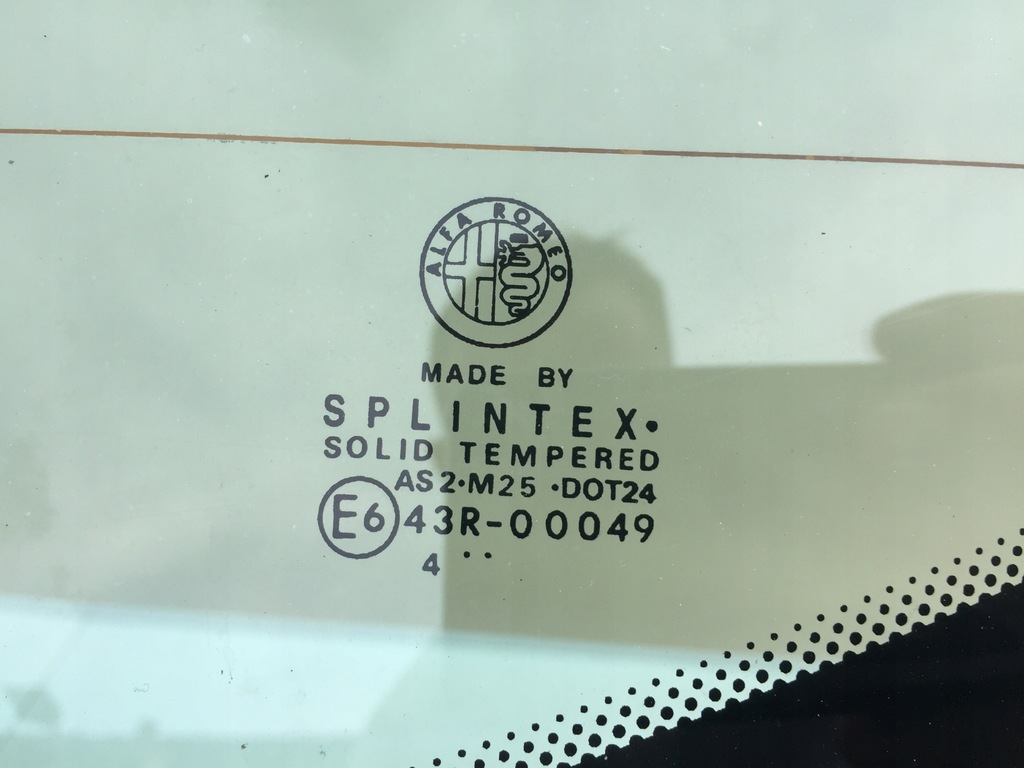 ALFA ROMEO
MADE BY
SPLINTEX•
SOLID TEMPERED
AS2•M25 •DOT24
E6 43R-00049
4 ••